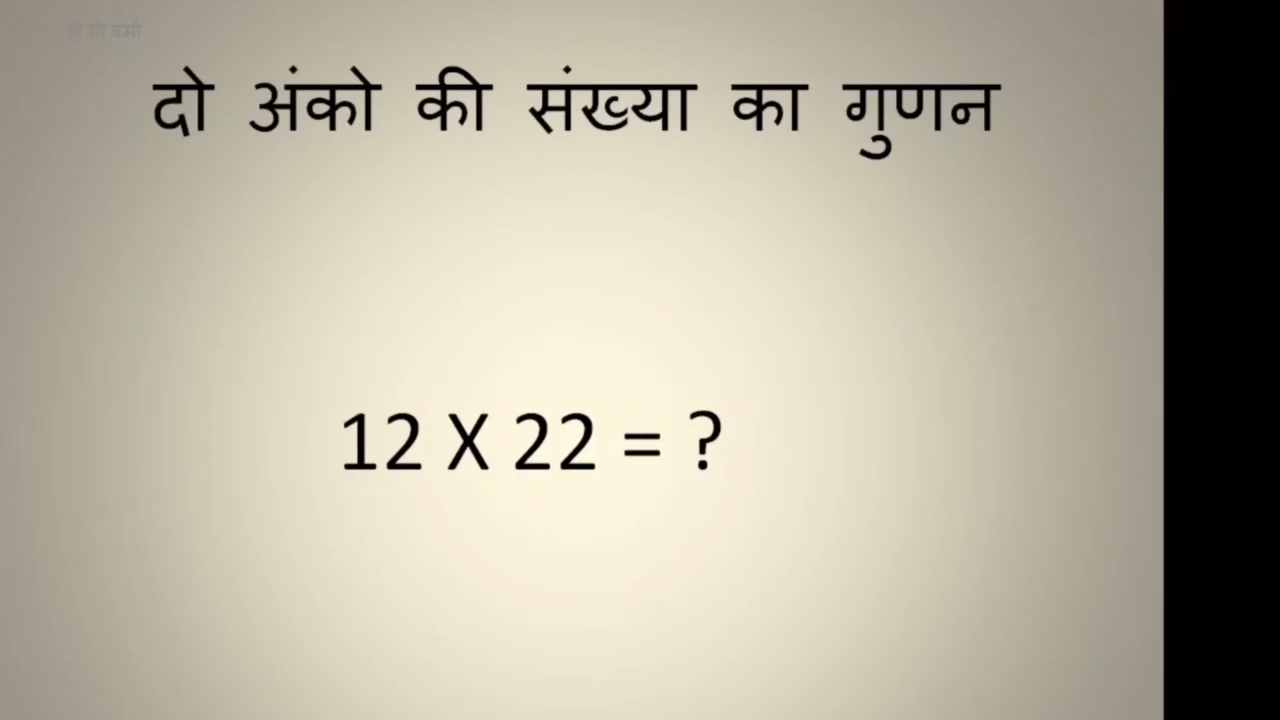 दो अंको की संख्या का गुणन
12 X 22 = ?